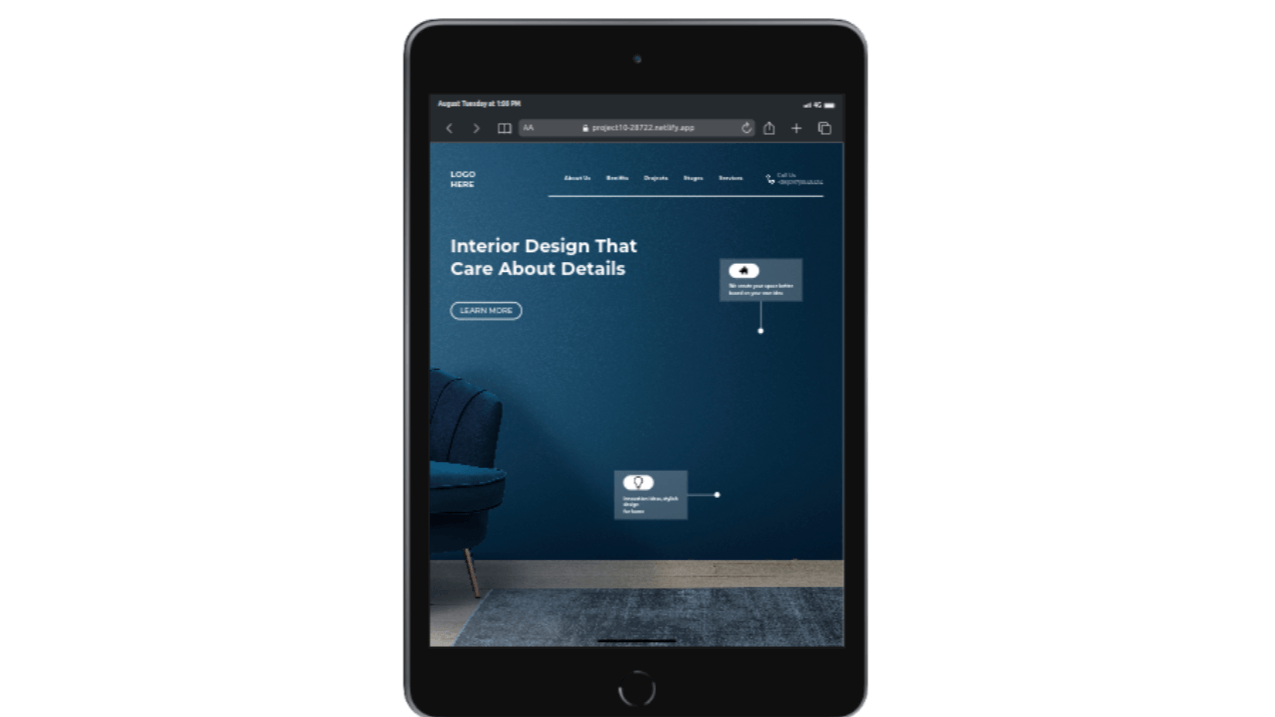 August Tuesday at 1:08 PM
4G
AA
project10-28722.netlify.app
LOGO
HERE
About Us
Benifits
Projects
Stages
Services
Call Us
Interior Design That
Care About Details
LEARN MORE
We create your space better
based on your own idea.
Innovative ideas, stylish
design
for home